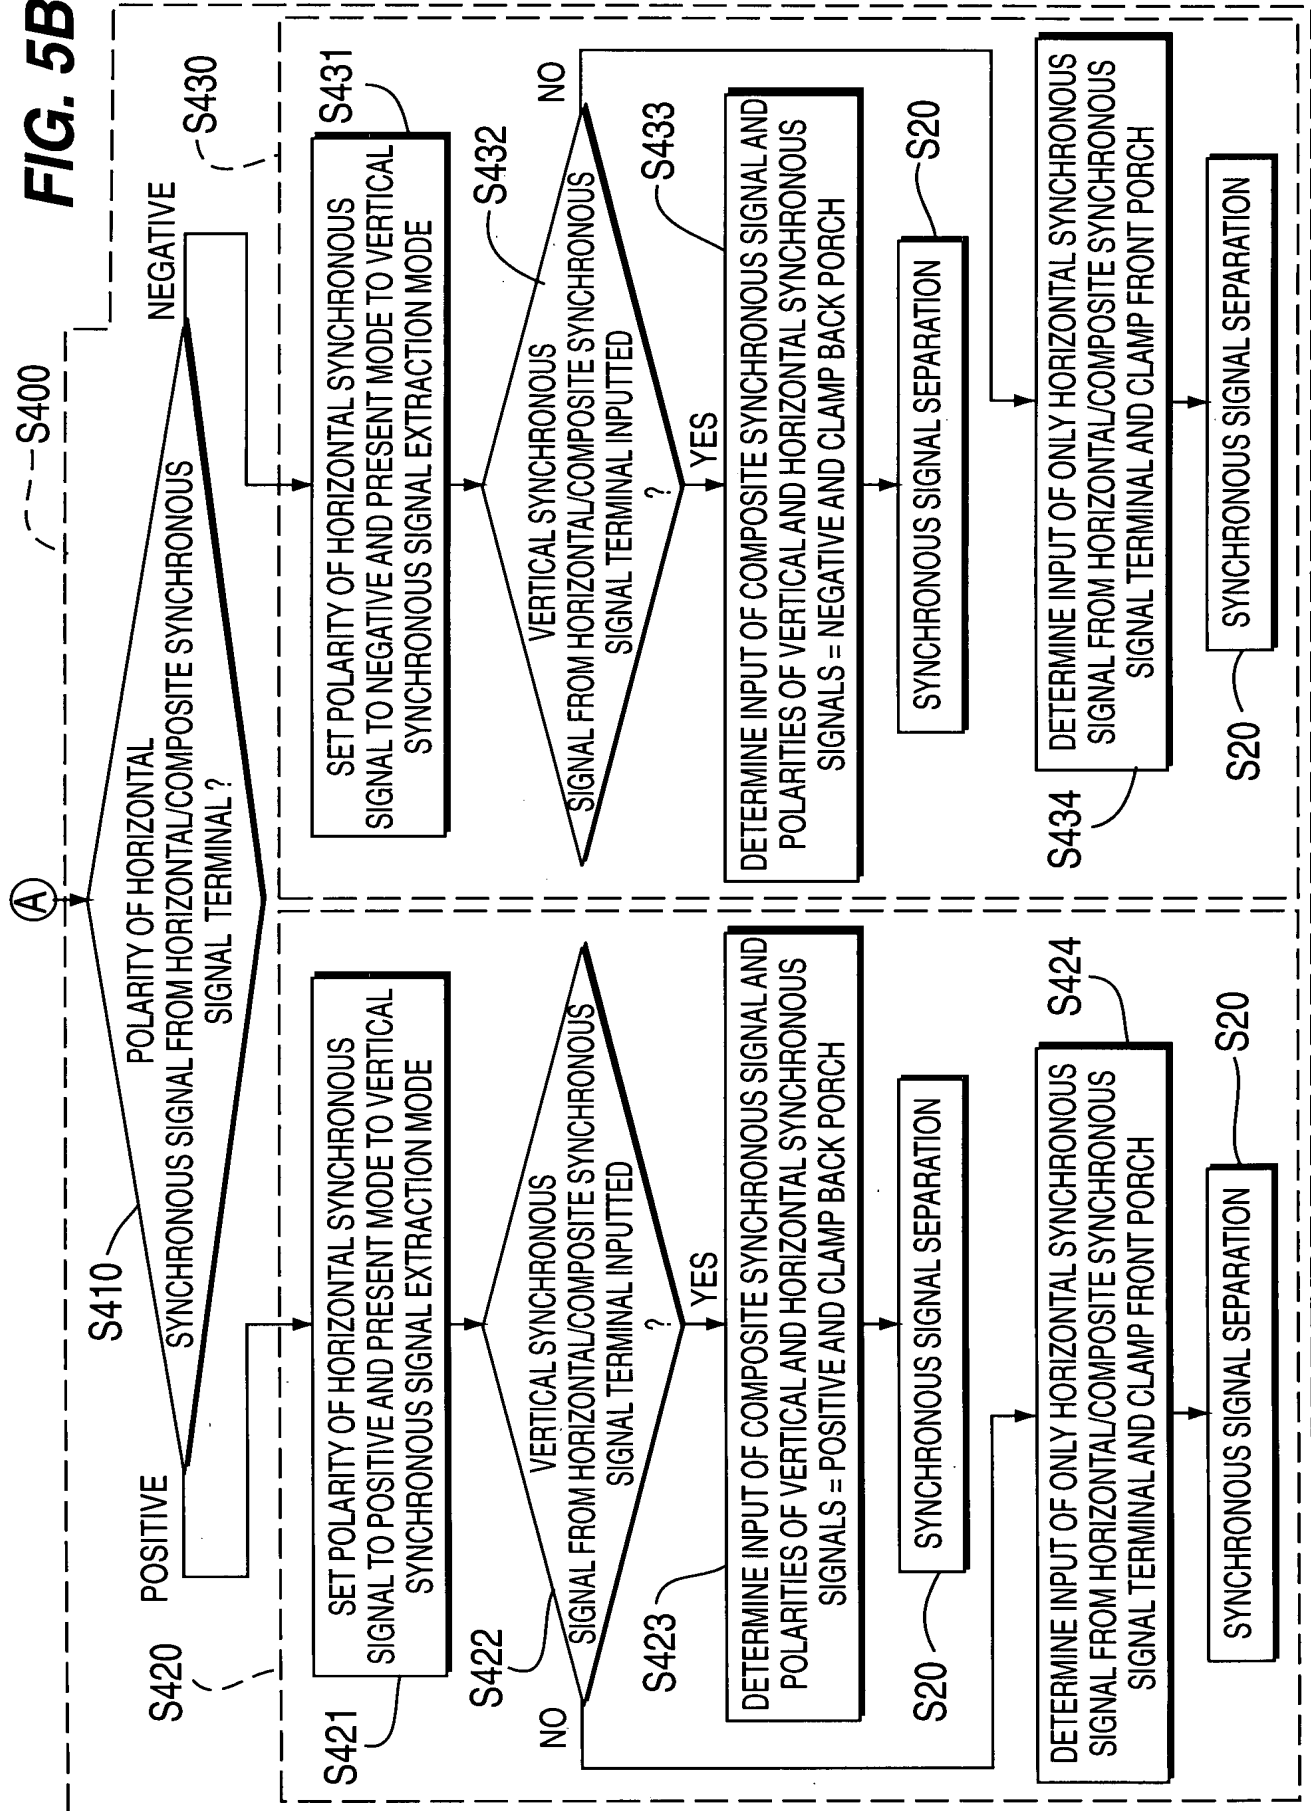 FIG. 5B
S400
A
S410
POLARITY OF HORIZONTAL
SYNCHRONOUS SIGNAL FROM HORIZONTAL/COMPOSITE SYNCHRONOUS
SIGNAL TERMINAL ?
POSITIVE
NEGATIVE
S420
S421
SET POLARITY OF HORIZONTAL SYNCHRONOUS
SIGNAL TO POSITIVE AND PRESENT MODE TO VERTICAL
SYNCHRONOUS SIGNAL EXTRACTION MODE
S422
VERTICAL SYNCHRONOUS
SIGNAL FROM HORIZONTAL/COMPOSITE SYNCHRONOUS
SIGNAL TERMINAL INPUTTED
?
NO
YES
S423
DETERMINE INPUT OF COMPOSITE SYNCHRONOUS SIGNAL AND
POLARITIES OF VERTICAL AND HORIZONTAL SYNCHRONOUS
SIGNALS = POSITIVE AND CLAMP BACK PORCH
SYNCHRONOUS SIGNAL SEPARATION
S20
S424
DETERMINE INPUT OF ONLY HORIZONTAL SYNCHRONOUS
SIGNAL FROM HORIZONTAL/COMPOSITE SYNCHRONOUS
SIGNAL TERMINAL AND CLAMP FRONT PORCH
S20
SYNCHRONOUS SIGNAL SEPARATION
S430
S431
SET POLARITY OF HORIZONTAL SYNCHRONOUS
SIGNAL TO NEGATIVE AND PRESENT MODE TO VERTICAL
SYNCHRONOUS SIGNAL EXTRACTION MODE
S432
VERTICAL SYNCHRONOUS
SIGNAL FROM HORIZONTAL/COMPOSITE SYNCHRONOUS
SIGNAL TERMINAL INPUTTED
?
NO
YES
S433
DETERMINE INPUT OF COMPOSITE SYNCHRONOUS SIGNAL AND
POLARITIES OF VERTICAL AND HORIZONTAL SYNCHRONOUS
SIGNALS = NEGATIVE AND CLAMP BACK PORCH
S20
SYNCHRONOUS SIGNAL SEPARATION
S434
DETERMINE INPUT OF ONLY HORIZONTAL SYNCHRONOUS
SIGNAL FROM HORIZONTAL/COMPOSITE SYNCHRONOUS
SIGNAL TERMINAL AND CLAMP FRONT PORCH
SYNCHRONOUS SIGNAL SEPARATION
S20